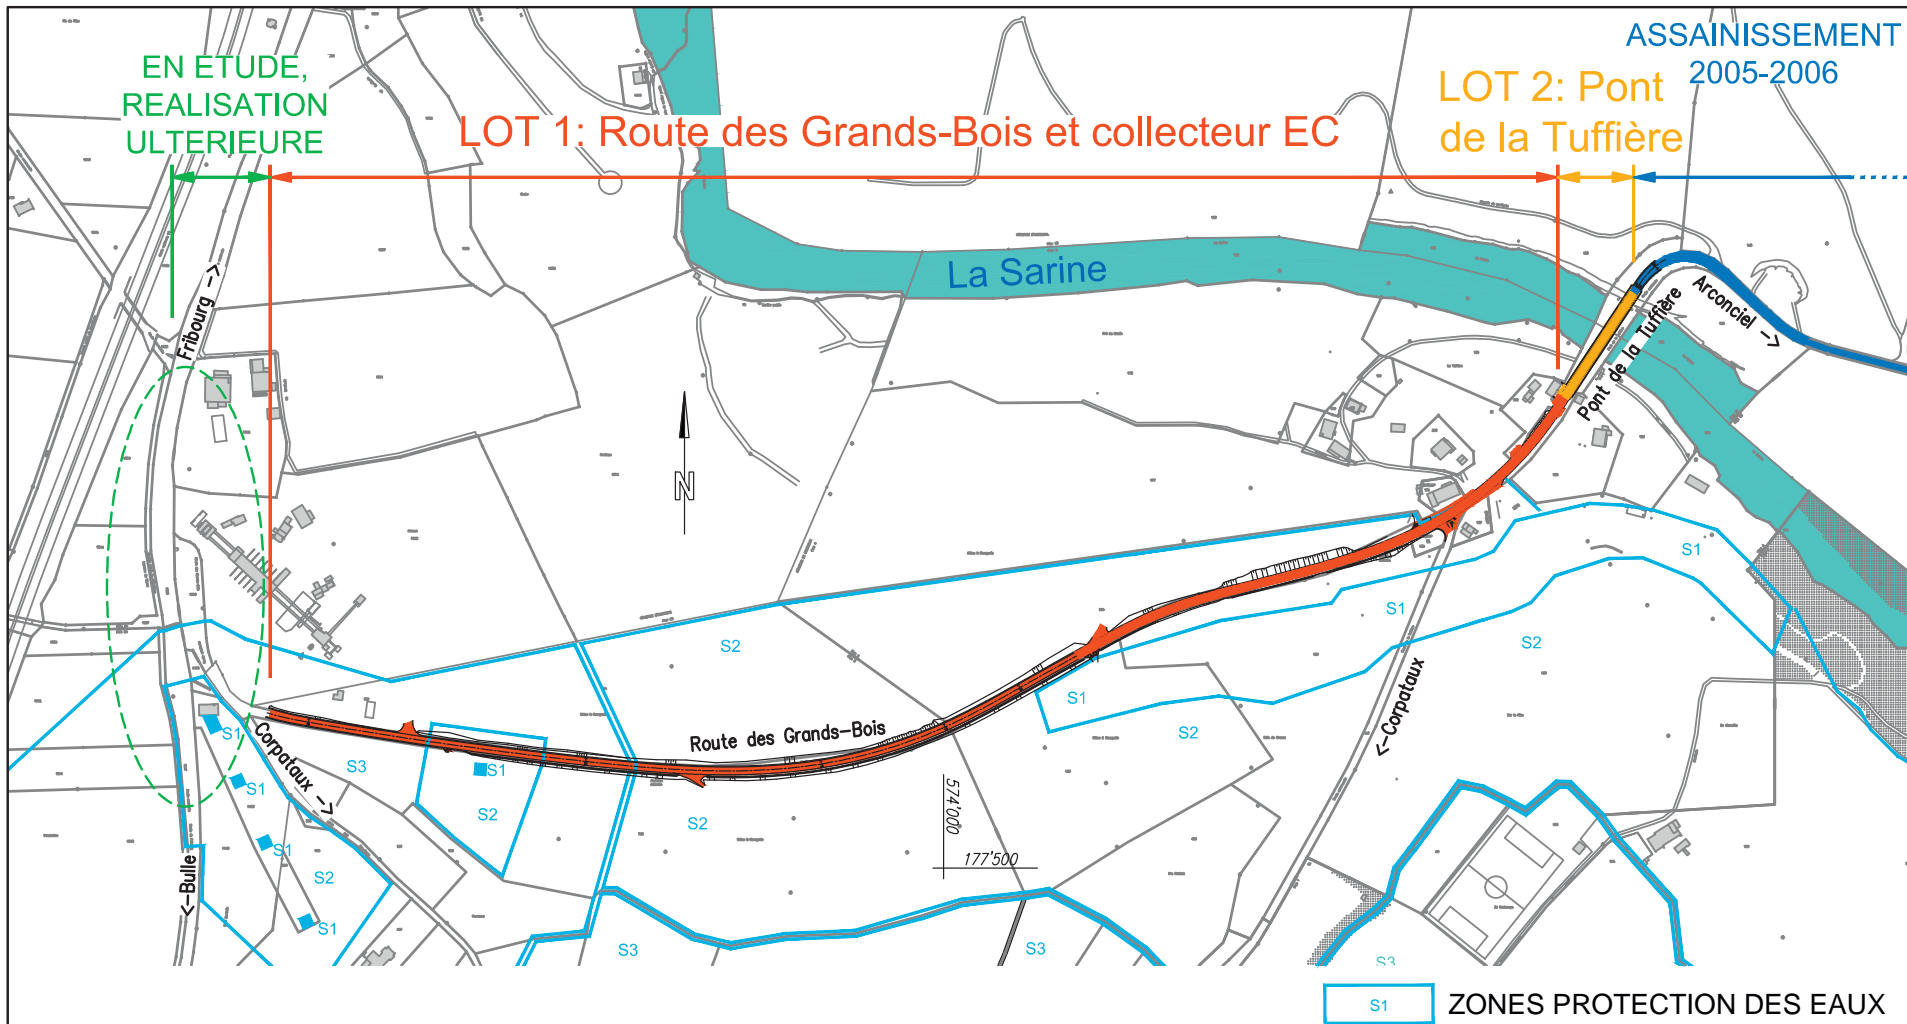 EN ETUDE,
REALISATION
ULTERIEURE
LOT 1: Route des Grands-Bois et collecteur EC
LOT 2: Pont
de la Tuffière
ASSAINISSEMENT
2005-2006
La Sarine
Fribourg ->
Arconciel ->
Pont de la Tuffière
N
S1
S1
S2
S2
S1
S2
Route des Grands-Bois
<-Corpataux
Corpataux ->
S3
S1
S2
S2
S1
S1
S1
S2
S1
<-Bulle
574'000
177'500
S3
S3
S3
S1
ZONES PROTECTION DES EAUX